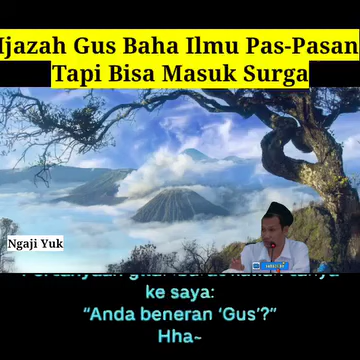 Ijazah Gus Baha Ilmu Pas-Pasan
Tapi Bisa Masuk Surga
Ngaji Yuk
ke saya:
“Anda beneran ‘Gus’?”
Hha~